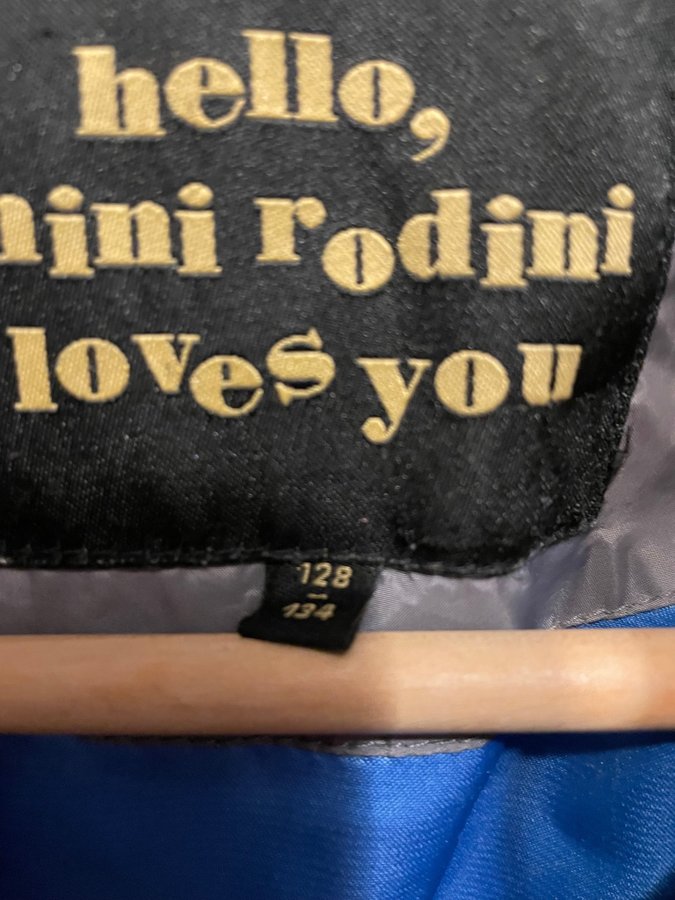 hello,
mini rodini
loves you
128
–
134